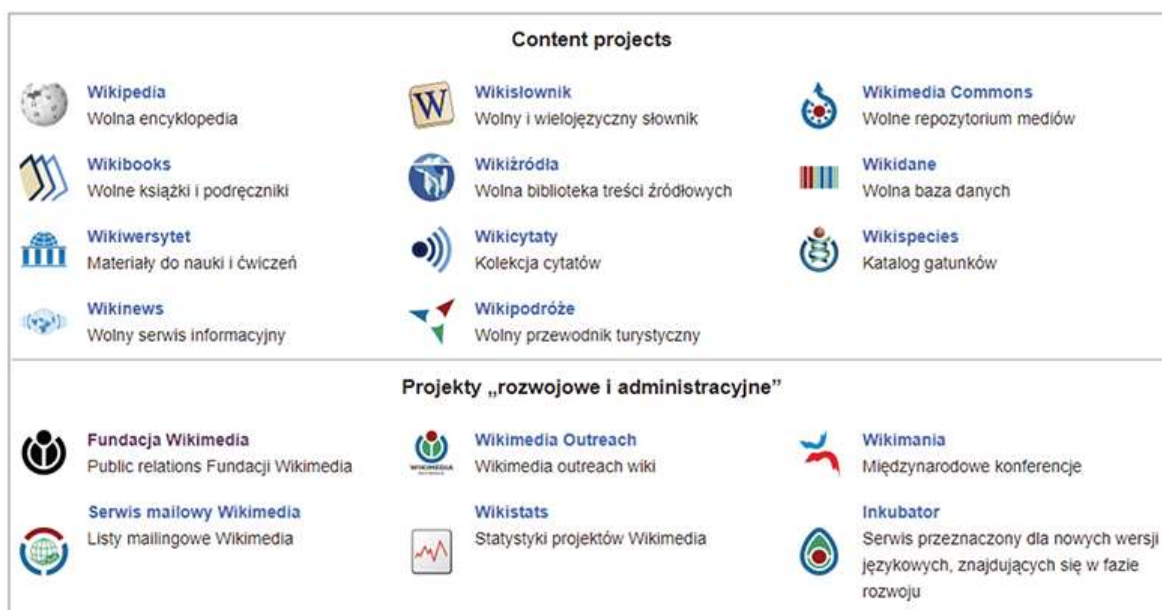 Content projects
Wikipedia
Wolna encyklopedia
Wikisłownik
Wolny i wielojęzyczny słownik
Wikimedia Commons
Wolne repozytorium mediów
Wikibooks
Wolne książki i podręczniki
Wikiźródła
Wolna biblioteka treści źródłowych
Wikidane
Wolna baza danych
Wikiwersytet
Materiały do nauki i ćwiczeń
Wikicytaty
Kolekcja cytatów
Wikispecies
Katalog gatunków
Wikinews
Wolny serwis informacyjny
Wikipodróże
Wolny przewodnik turystyczny
Projekty „rozwojowe i administracyjne”
Fundacja Wikimedia
Public relations Fundacji Wikimedia
WIKIMEDIA
Wikimedia Outreach
Wikimedia outreach wiki
Wikimania
Międzynarodowe konferencje
Serwis mailowy Wikimedia
Listy mailingowe Wikimedia
Wikistats
Statystyki projektów Wikimedia
Inkubator
Serwis przeznaczony dla nowych wersji
językowych, znajdujących się w fazie
rozwoju